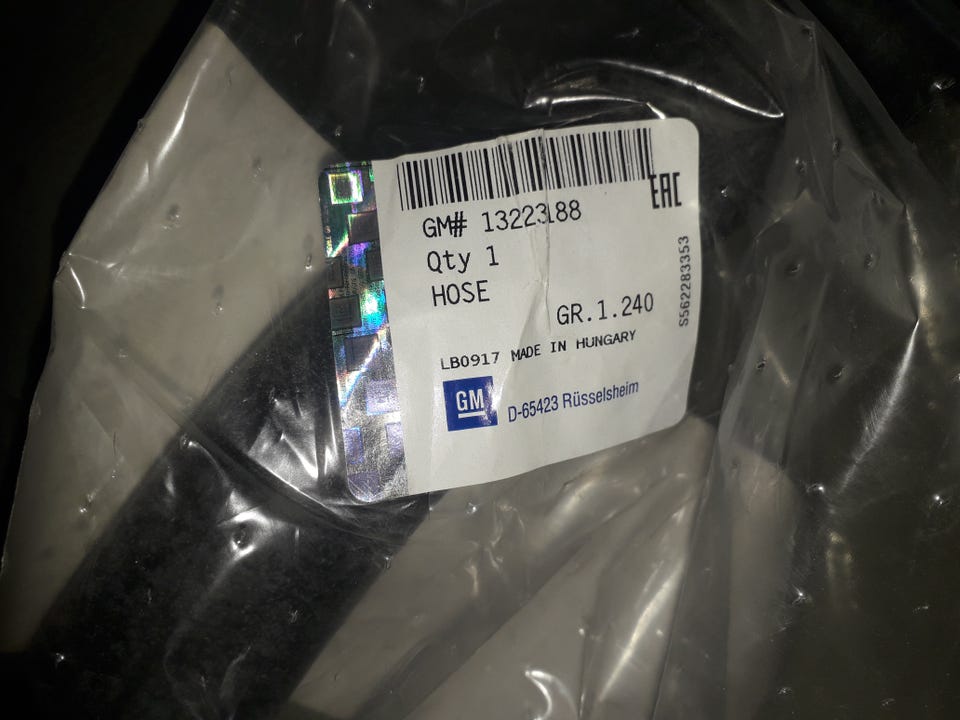 EAC
GM# 13223188
Qty 1
HOSE
GR.1.240
S562283353
LB0917 MADE IN HUNGARY
GM
D-65423 Rüsselsheim